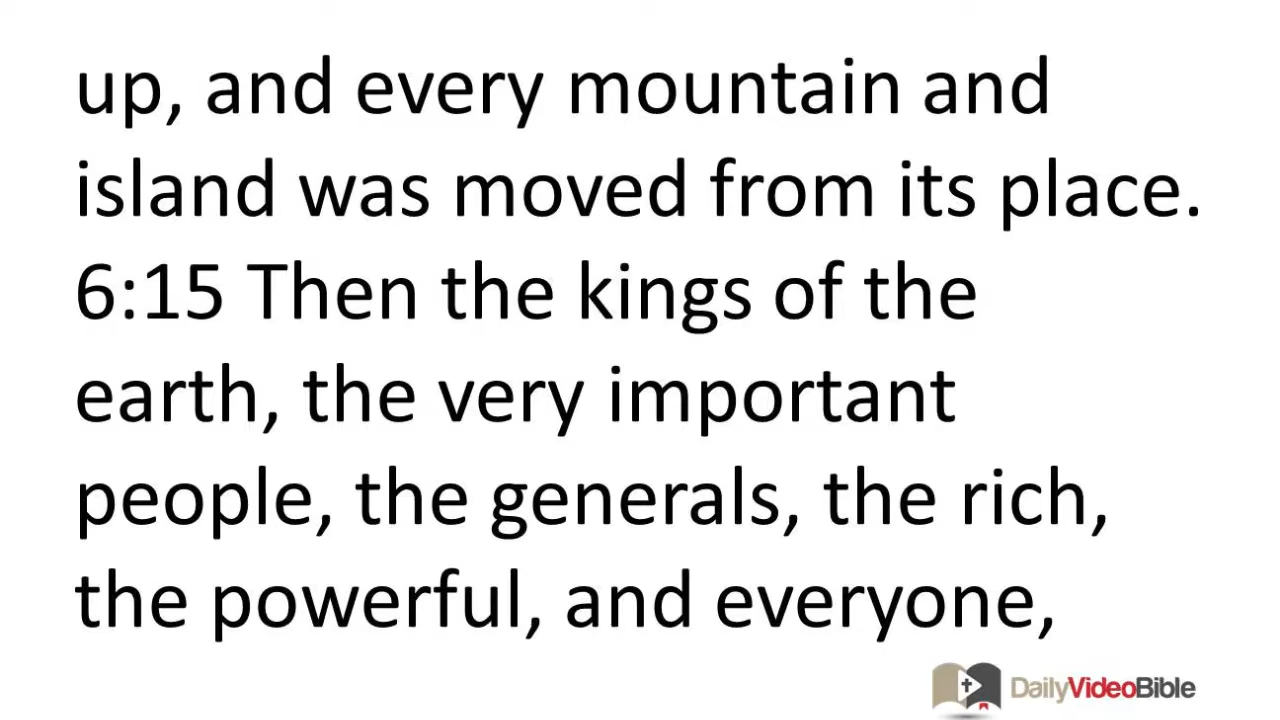 up, and every mountain and
island was moved from its place.
6:15 Then the kings of the
earth, the very important
people, the generals, the rich,
the powerful, and everyone,
DailyVideoBible